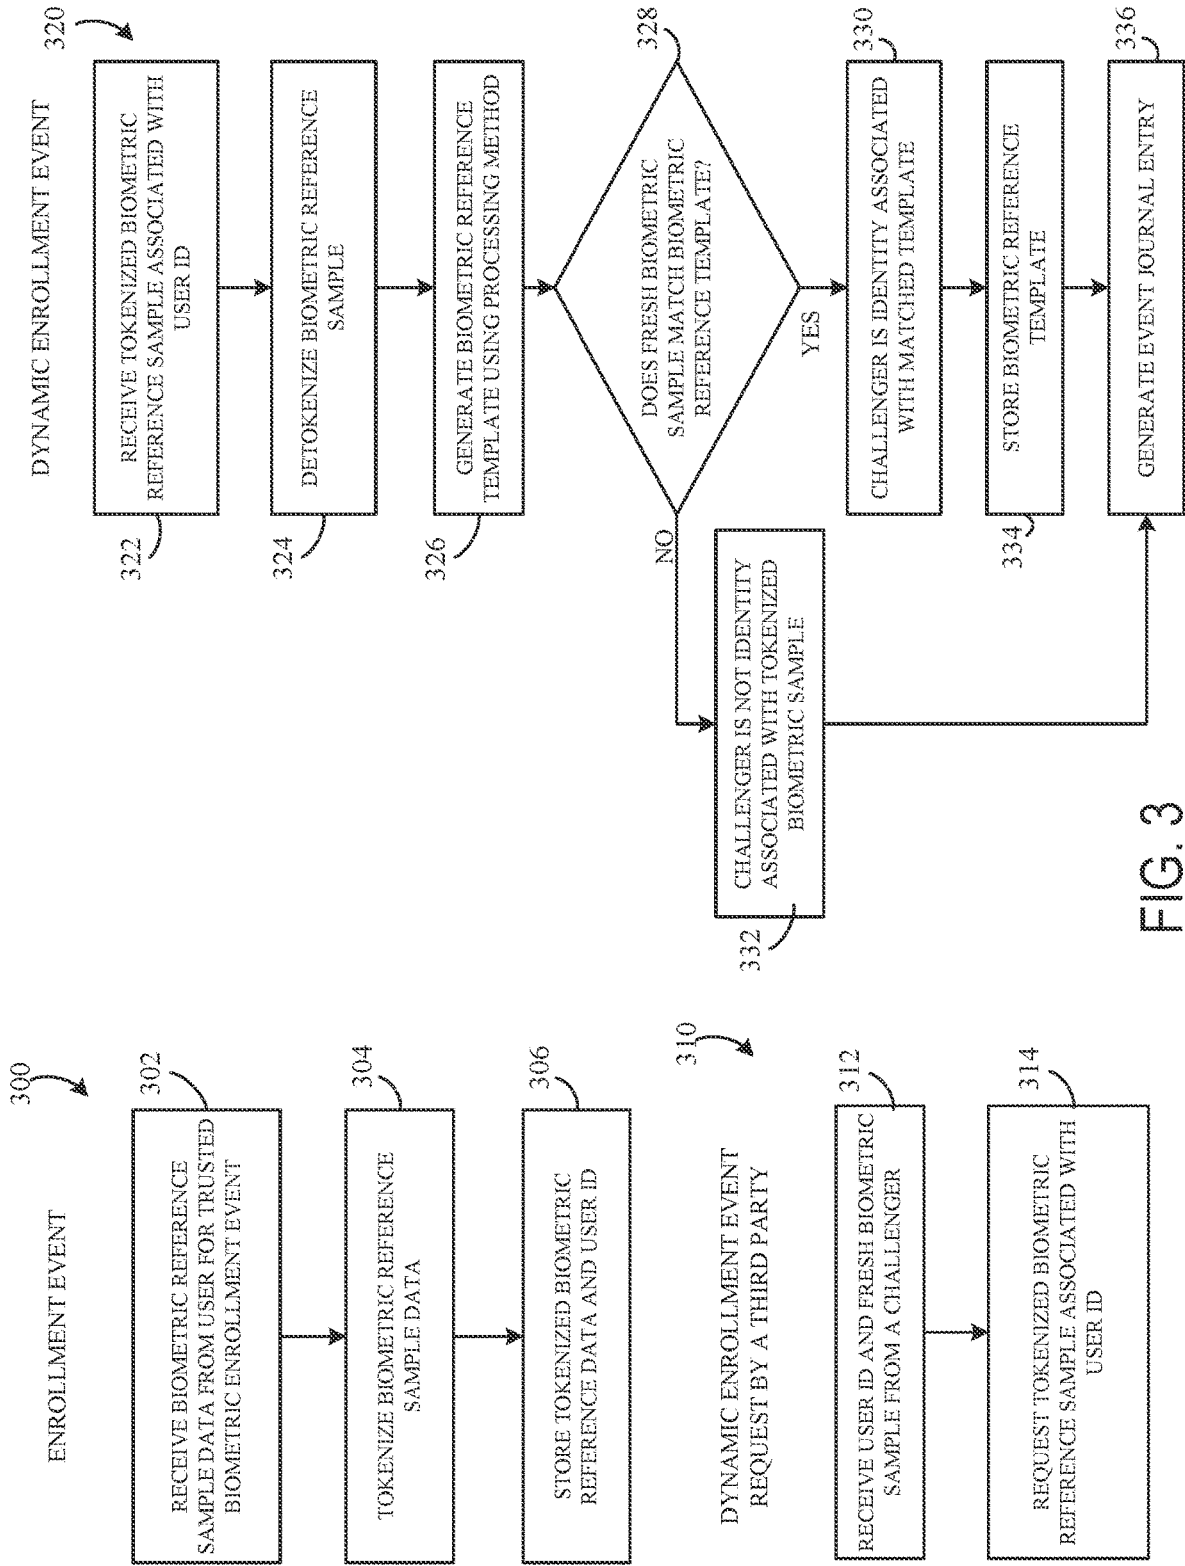 300
ENROLLMENT EVENT
302
RECEIVE BIOMETRIC REFERENCE
SAMPLE DATA FROM USER FOR TRUSTED
BIOMETRIC ENROLLMENT EVENT
304
TOKENIZE BIOMETRIC REFERENCE
SAMPLE DATA
306
STORE TOKENIZED BIOMETRIC
REFERENCE DATA AND USER ID
310
DYNAMIC ENROLLMENT EVENT
REQUEST BY A THIRD PARTY
312
RECEIVE USER ID AND FRESH BIOMETRIC
SAMPLE FROM A CHALLENGER
314
REQUEST TOKENIZED BIOMETRIC
REFERENCE SAMPLE ASSOCIATED WITH
USER ID
320
DYNAMIC ENROLLMENT EVENT
322
RECEIVE TOKENIZED BIOMETRIC
REFERENCE SAMPLE ASSOCIATED WITH
USER ID
324
DETOKENIZE BIOMETRIC REFERENCE
SAMPLE
326
GENERATE BIOMETRIC REFERENCE
TEMPLATE USING PROCESSING METHOD
328
DOES FRESH BIOMETRIC
SAMPLE MATCH BIOMETRIC
REFERENCE TEMPLATE?
NO
YES
332
CHALLENGER IS NOT IDENTITY
ASSOCIATED WITH TOKENIZED
BIOMETRIC SAMPLE
330
CHALLENGER IS IDENTITY ASSOCIATED
WITH MATCHED TEMPLATE
334
STORE BIOMETRIC REFERENCE
TEMPLATE
336
GENERATE EVENT JOURNAL ENTRY
FIG. 3